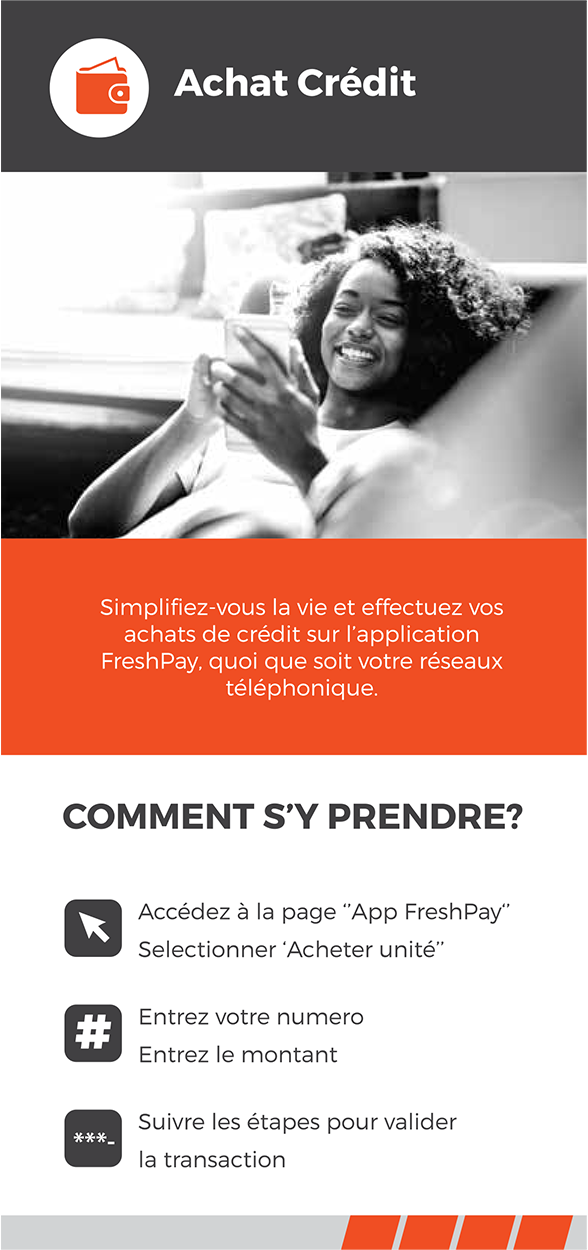 Achat Crédit
Simplifiez-vous la vie et effectuez vos
achats de crédit sur l'application
FreshPay, quoi que soit votre réseaux
téléphonique.
COMMENT S'Y PRENDRE?
Accédez à la page ‘’App FreshPay‘’
Selectionner ‘Acheter unité’’
#
Entrez votre numero
Entrez le montant
***_
Suivre les étapes pour valider
la transaction